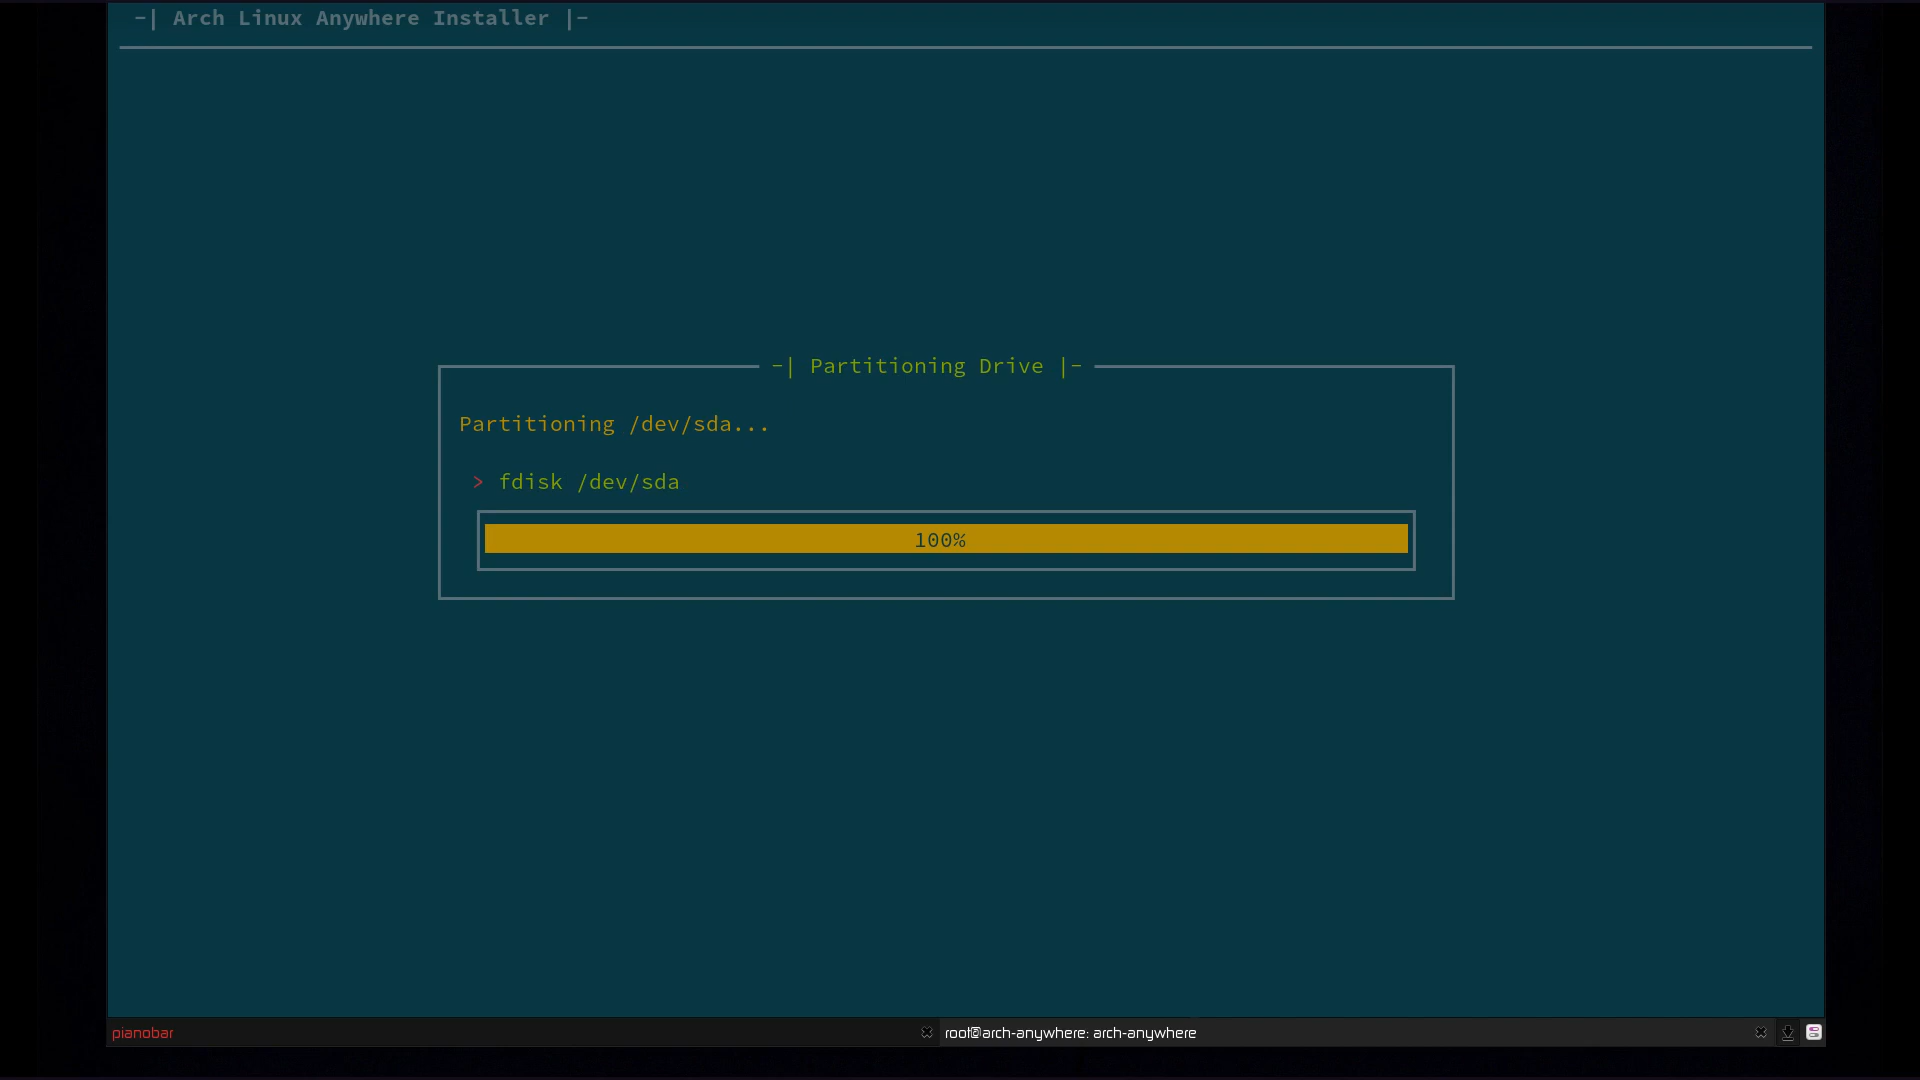 -| Arch Linux Anywhere Installer |-
-| Partitioning Drive |-
Partitioning /dev/sda...
> fdisk /dev/sda
100%
pianobar
root@arch-anywhere: arch-anywhere